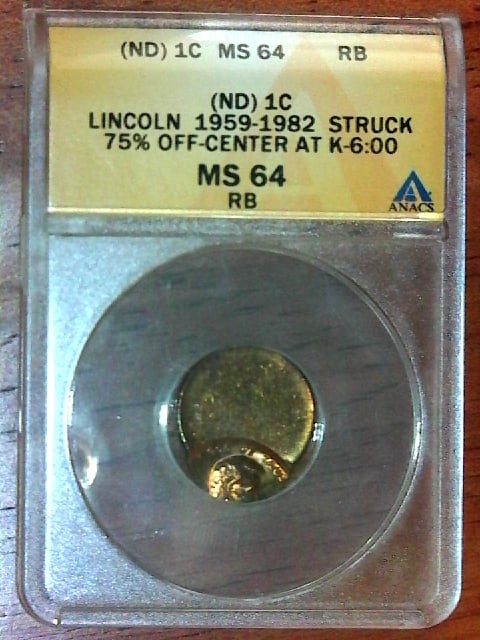 (ND) 1C MS 64 RB
(ND) 1C
LINCOLN 1959-1982 STRUCK
75% OFF-CENTER AT K-6:00
MS 64
RB
ANACS